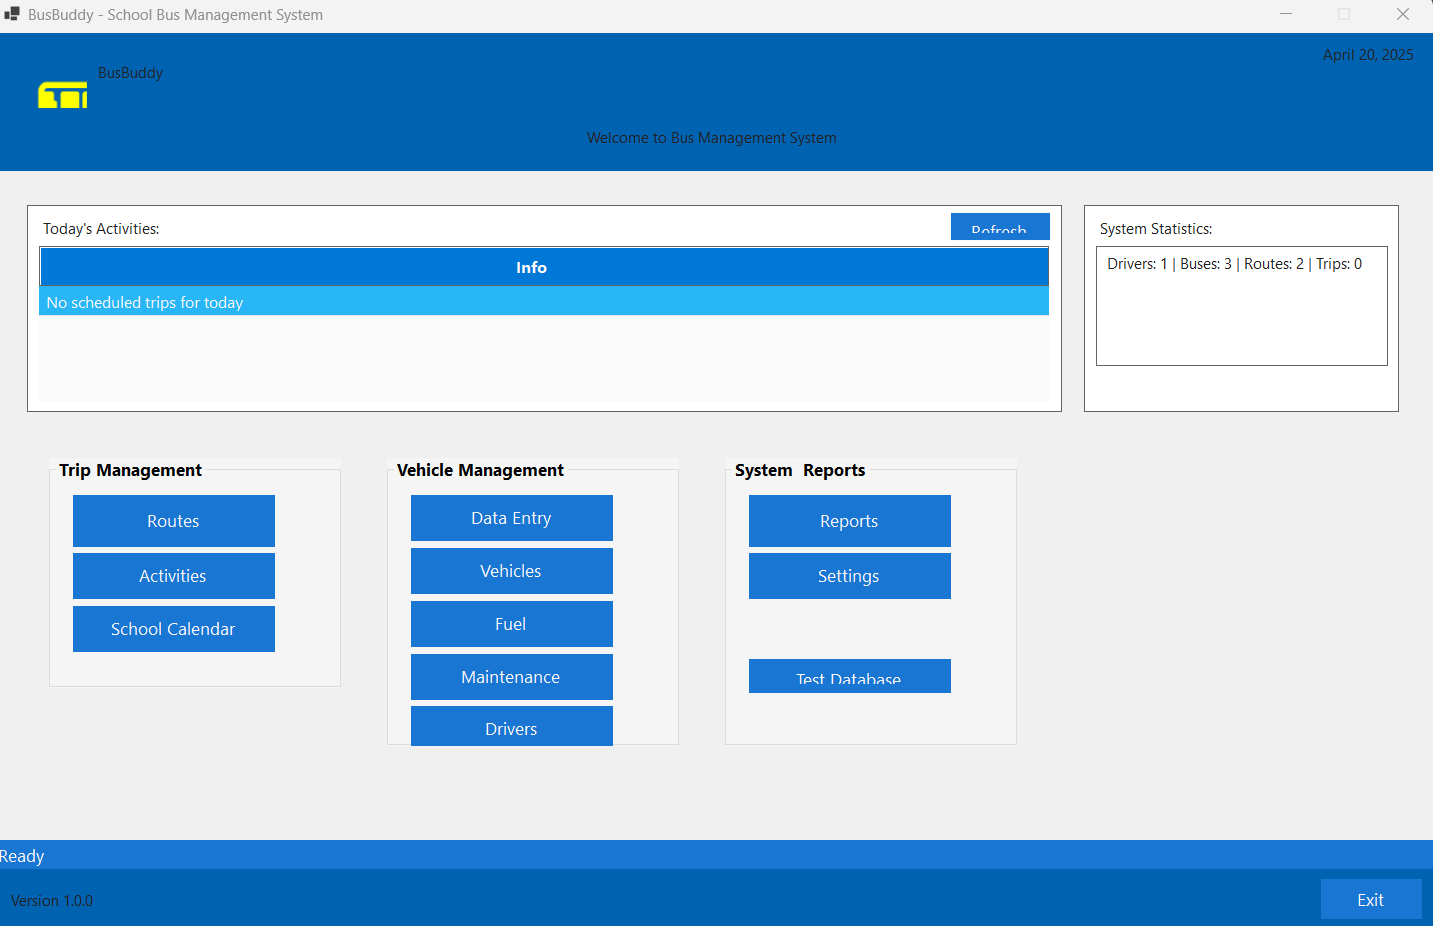 BusBuddy - School Bus Management System
April 20, 2025
BusBuddy
Welcome to Bus Management System
Today's Activities:
Refresh
Info
No scheduled trips for today
System Statistics:
Drivers: 1 | Buses: 3 | Routes: 2 | Trips: 0
Trip Management
Routes
Activities
School Calendar
Vehicle Management
Data Entry
Vehicles
Fuel
Maintenance
Drivers
System  Reports
Reports
Settings
Test Database
Ready
Version 1.0.0
Exit